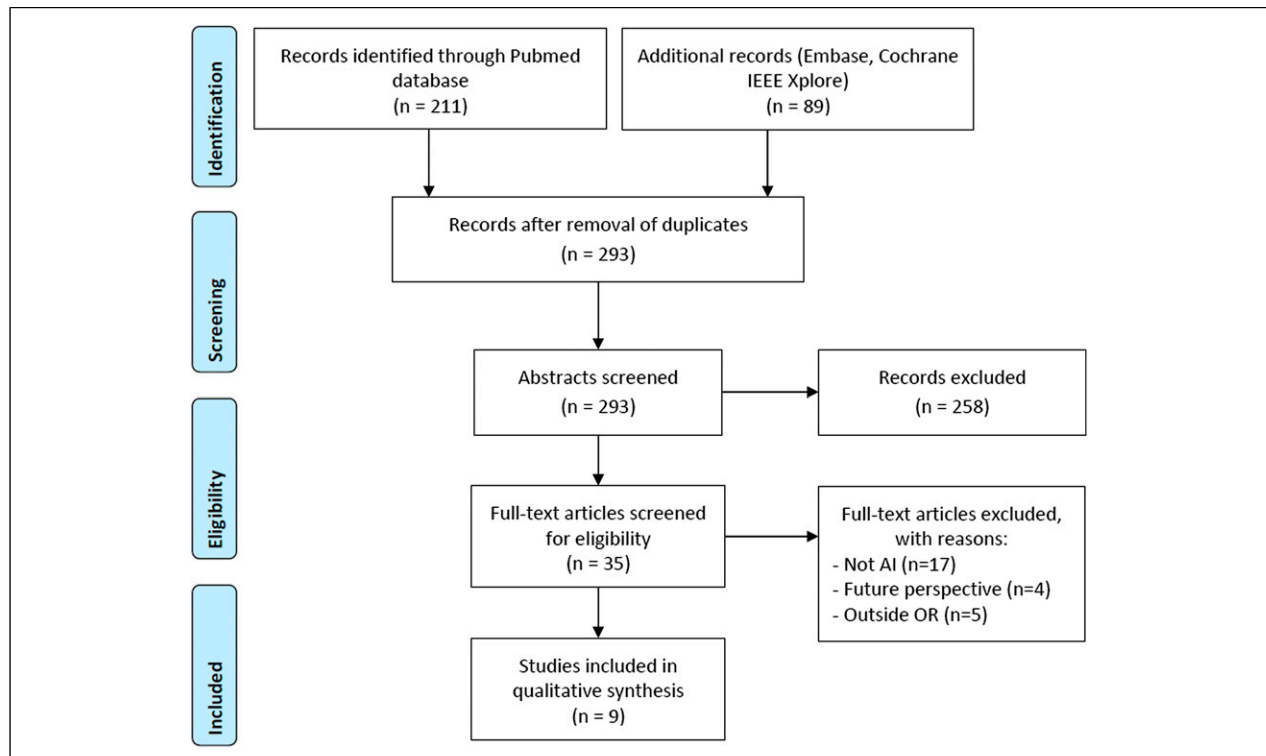 Identification
Records identified through Pubmed
database
(n = 211)
Additional records (Embase, Cochrane
IEEE Xplore)
(n = 89)
Screening
Records after removal of duplicates
(n = 293)
Abstracts screened
(n = 293)
Records excluded
(n = 258)
Eligibility
Full-text articles screened
for eligibility
(n = 35)
Full-text articles excluded,
with reasons:
- Not AI (n=17)
- Future perspective (n=4)
- Outside OR (n=5)
Included
Studies included in
qualitative synthesis
(n = 9)